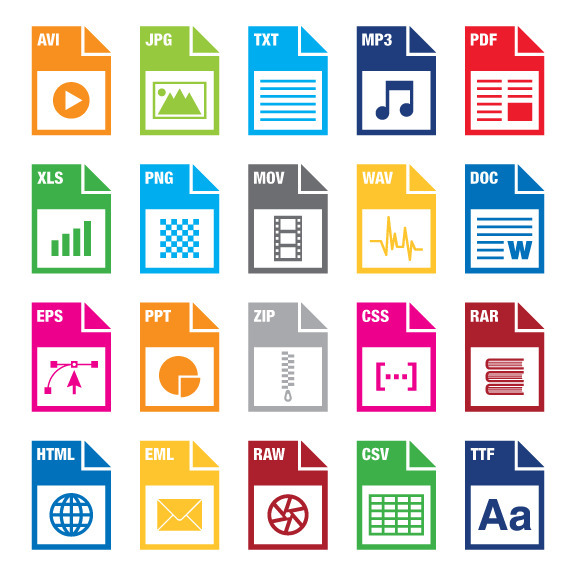 AVI
JPG
TXT
MP3
PDF
XLS
PNG
MOV
WAV
DOC
W
EPS
PPT
ZIP
CSS
[...]
RAR
HTML
EML
RAW
CSV
TTF
Aa